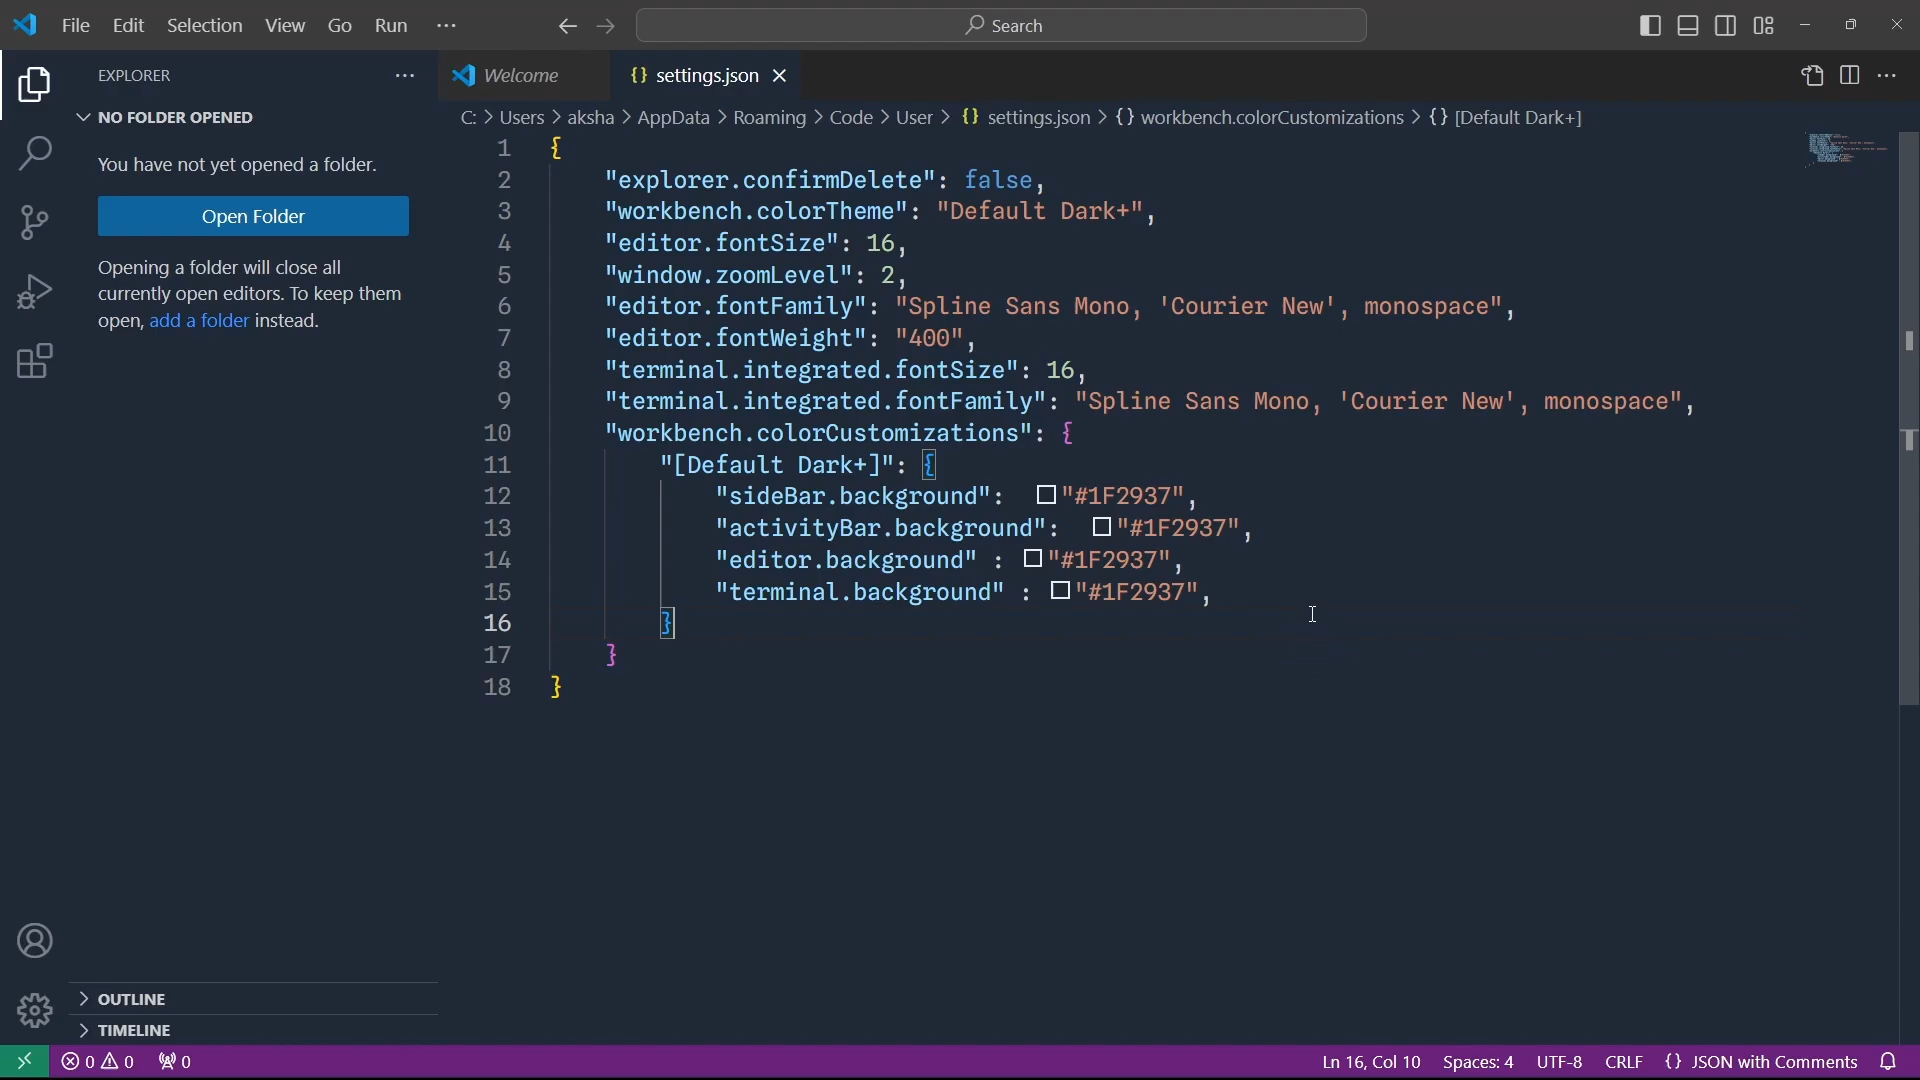 File Edit Selection View Go Run ··· Search
EXPLORER ···
NO FOLDER OPENED
You have not yet opened a folder.
Open Folder
Opening a folder will close all
currently open editors. To keep them
open, add a folder instead.
OUTLINE
TIMELINE
Welcome {} settings.json
C: > Users > aksha > AppData > Roaming > Code > User > {} settings.json > {} workbench.colorCustomizations > {} [Default Dark+]
1 {
2 "explorer.confirmDelete": false,
3 "workbench.colorTheme": "Default Dark+",
4 "editor.fontSize": 16,
5 "window.zoomLevel": 2,
6 "editor.fontFamily": "Spline Sans Mono, 'Courier New', monospace",
7 "editor.fontWeight": "400",
8 "terminal.integrated.fontSize": 16,
9 "terminal.integrated.fontFamily": "Spline Sans Mono, 'Courier New', monospace",
10 "workbench.colorCustomizations": {
11 "[Default Dark+]": {
12 "sideBar.background": "#1F2937",
13 "activityBar.background": "#1F2937",
14 "editor.background" : "#1F2937",
15 "terminal.background" : "#1F2937",
16 }
17 }
18 }
0 0 0 Ln 16, Col 10 Spaces: 4 UTF-8 CRLF {} JSON with Comments